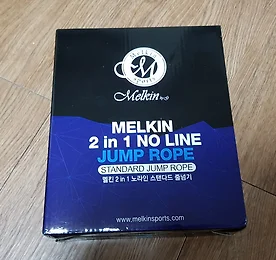 M
sports
Melkin
MELKIN
2 in 1 NO LINE
JUMP ROPE
STANDARD JUMP ROPE
멜킨 2 in 1 노라인 스탠다드 줄넘기
www.melkinsports.com